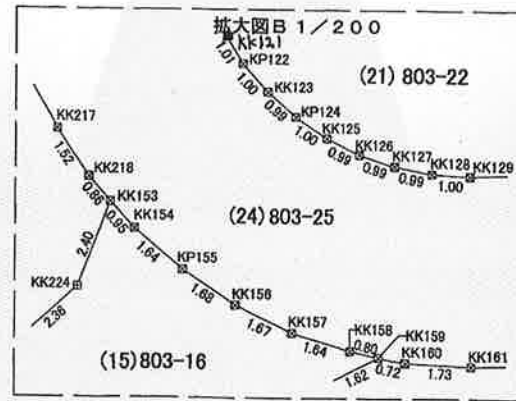 拡大図B 1/200
KK121
1.01
KP122
1.00
KK123
(21) 803-22
0.99
KP124
1.00
KK125
0.99
KK126
0.99
KK127
0.99
KK128
1.00
KK129
KK217
1.52
KK218
0.86
KK153
0.95
KK154
(24) 803-25
1.64
2.40
KP155
KK224
1.68
KK156
2.38
1.67
KK157
1.64
KK158
0.80
KK159
KK160
KK161
(15) 803-16
1.62
0.72
1.73